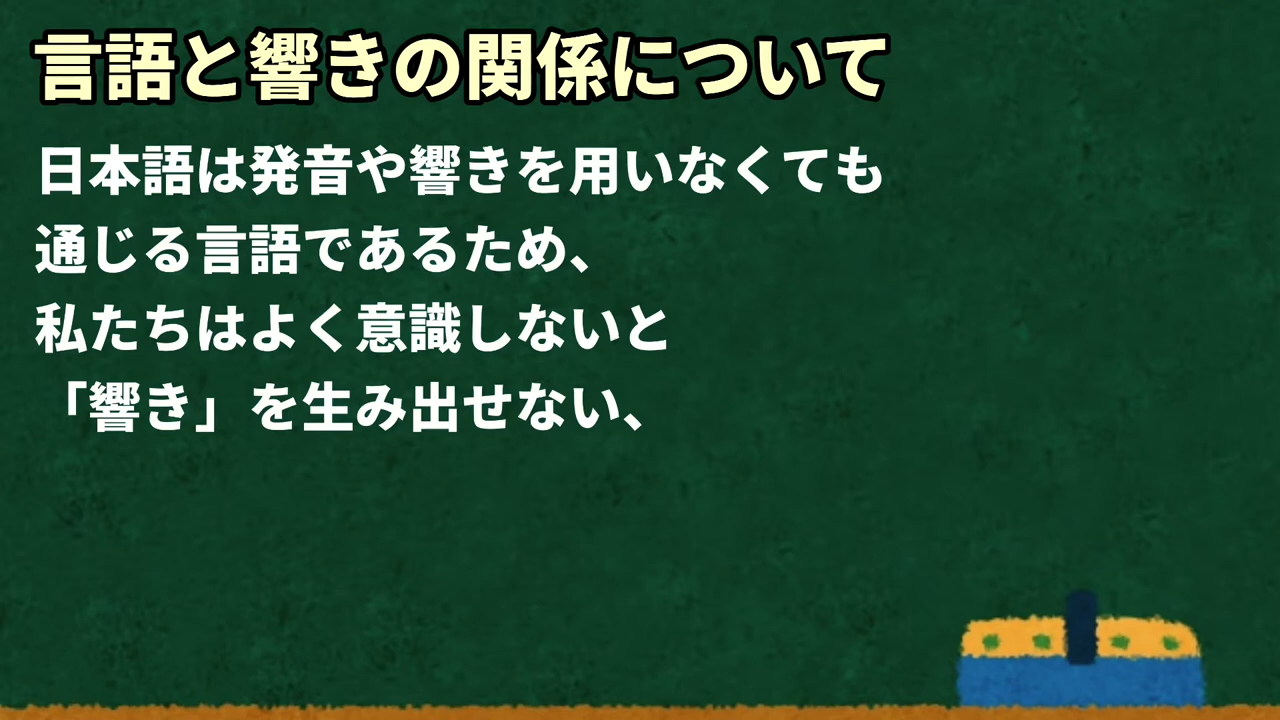 言語と響きの関係について
日本語は発音や響きを用いなくても
通じる言語であるため、
私たちはよく意識しないと
「響き」を生み出せない、